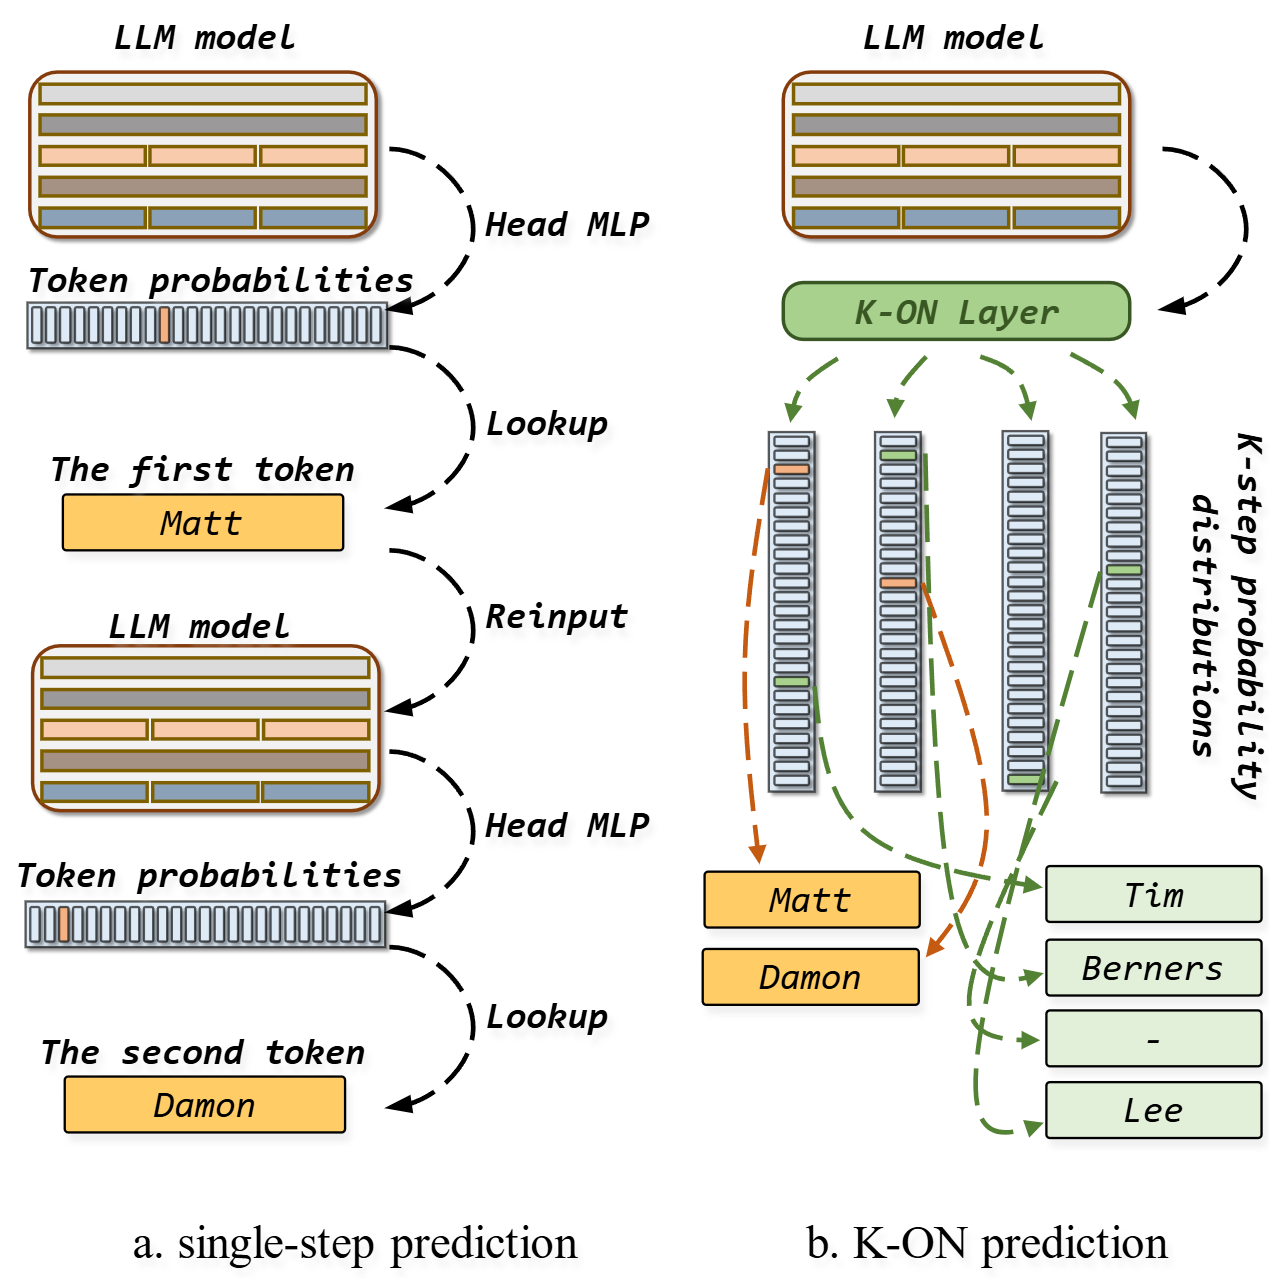 LLM model
Head MLP
Token probabilities
Lookup
The first token
Matt
Reinput
LLM model
Head MLP
Token probabilities
Lookup
The second token
Damon
a. single-step prediction
LLM model
K-ON Layer
K-step probability
distributions
Matt
Damon
Tim
Berners
-
Lee
b. K-ON prediction